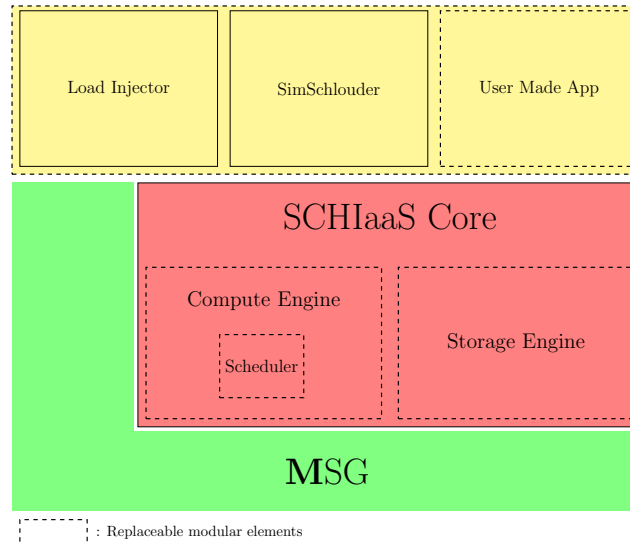 Load Injector
SimSchlouder
User Made App
SCHIaaS Core
Compute Engine
Scheduler
Storage Engine
MSG
: Replaceable modular elements